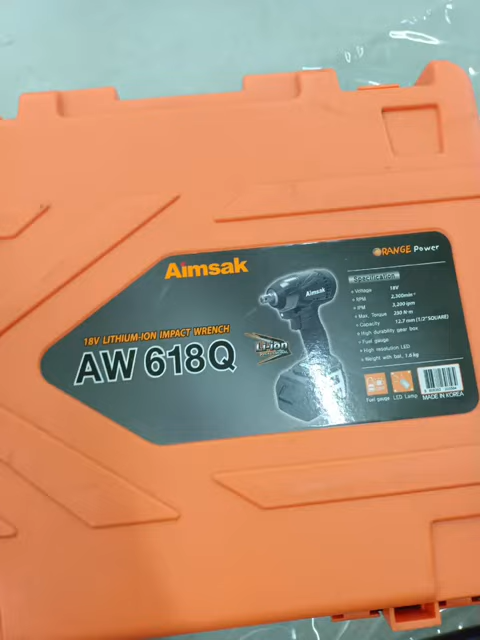 ORANGE Power
Aimsak
18V LITHIUM-ION IMPACT WRENCH
AW 618Q
Li-ion
Specification
• Voltage 18V
• RPM 2,300min⁻¹
• IPM 3,200 ipm
• Max. Torque 200 N·m
• Capacity 12.7 mm (1/2" SQUARE)
• High durability gear box
• Fuel gauge
• High resolution LED
• Weight with bat. 1.6kg
Fuel gauge LED Lamp MADE IN KOREA